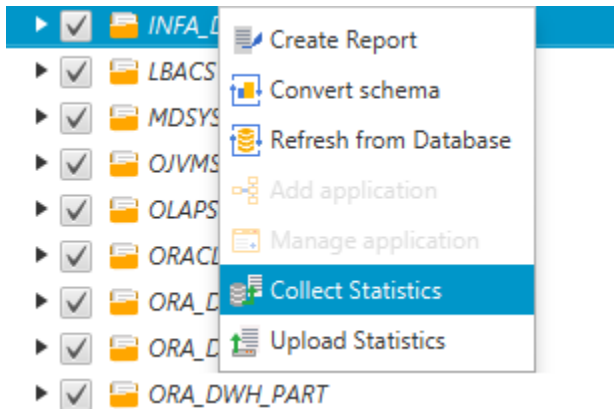 INFA_D
Create Report
LBACS
Convert schema
MDSYS
Refresh from Database
OJVMS
Add application
OLAPS
Manage application
ORACL
Collect Statistics
ORA_D
Upload Statistics
ORA_D
ORA_DWH_PART